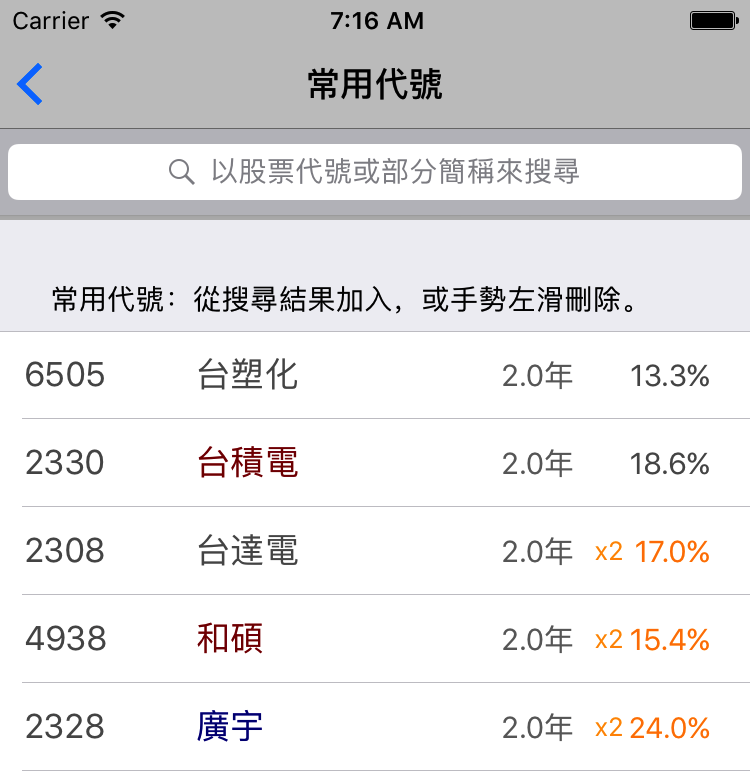 Carrier 7:16 AM
常用代號
以股票代號或部分簡稱來搜尋
常用代號：從搜尋結果加入，或手勢左滑刪除。
6505 台塑化 2.0年 13.3%
2330 台積電 2.0年 18.6%
2308 台達電 2.0年 x2 17.0%
4938 和碩 2.0年 x2 15.4%
2328 廣宇 2.0年 x2 24.0%